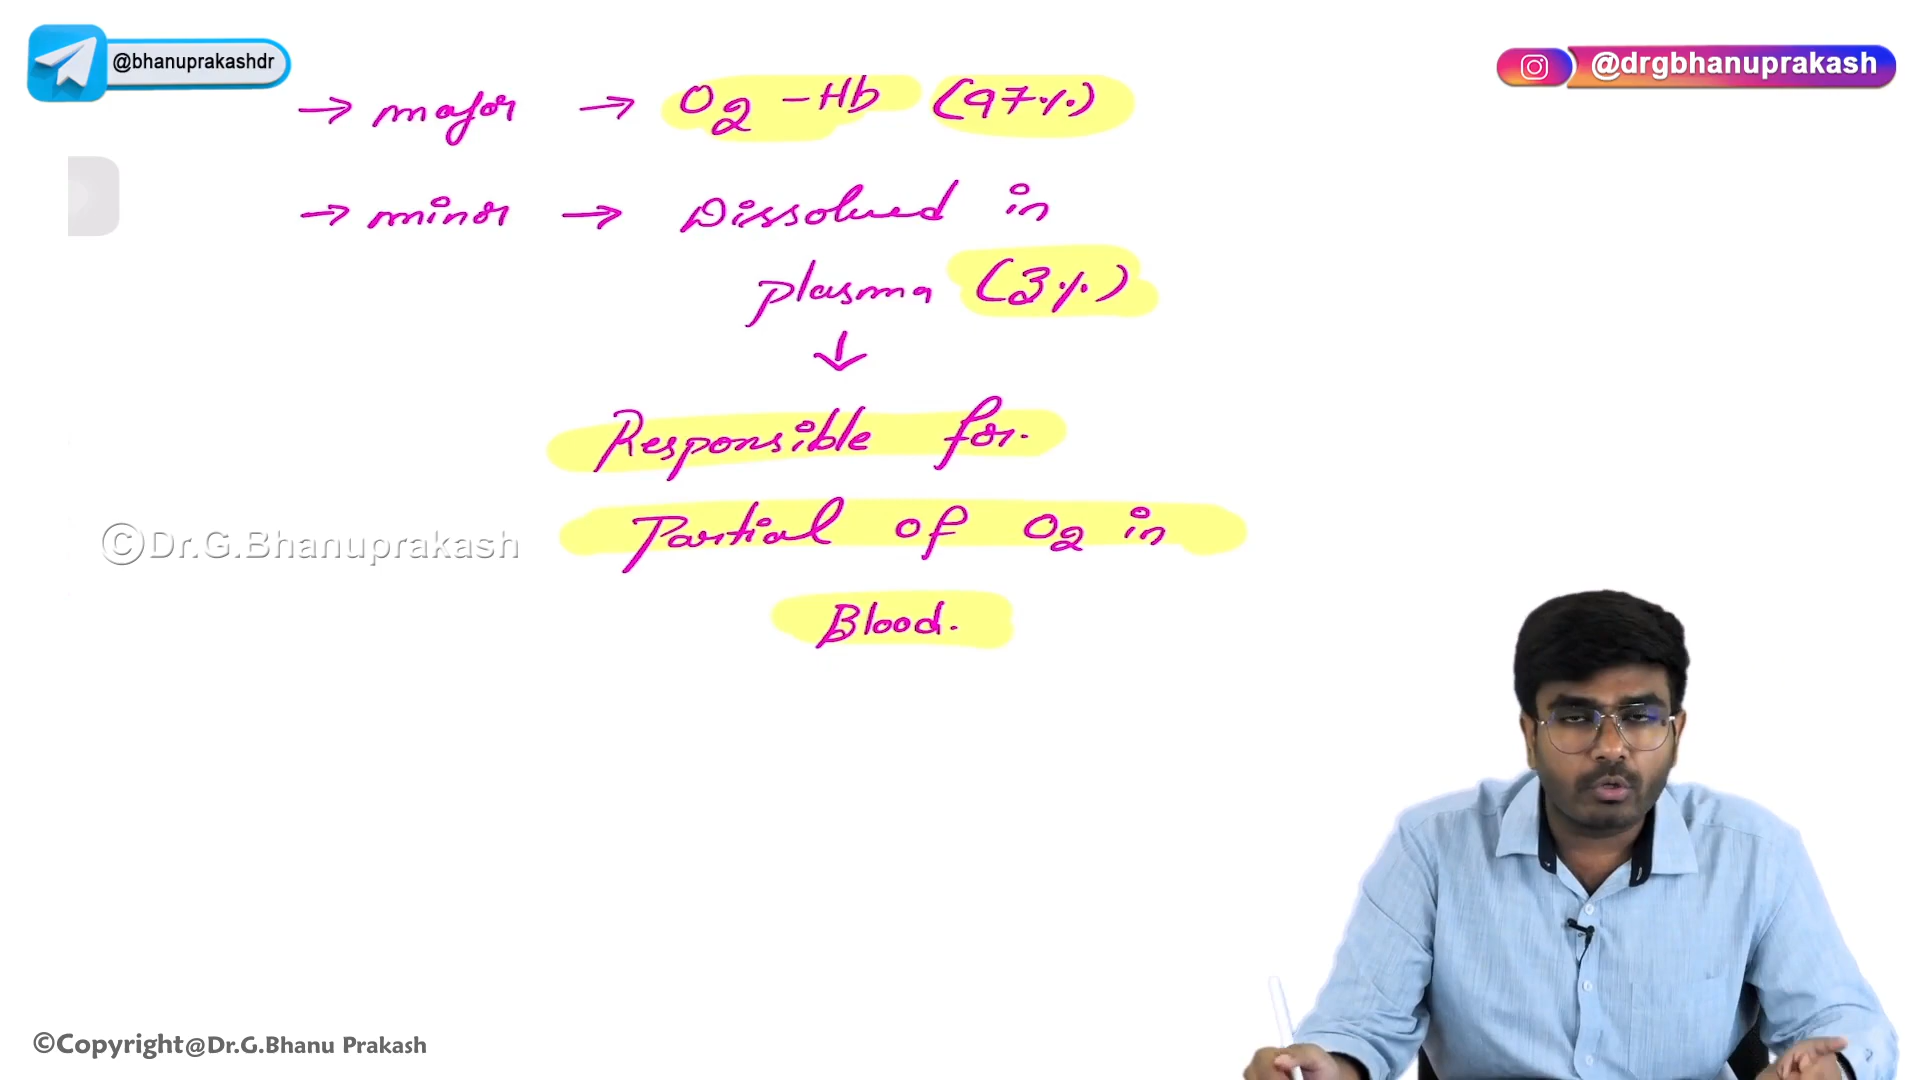 @bhanuprakashdr
@drgbhanuprakash
→ major → O₂ - Hb (97%)
→ minor → Dissolved in
plasma (3%)
↓
Responsible for.
Partial of O₂ in
Blood.
©Dr.G.Bhanuprakash
©Copyright@Dr.G.Bhanu Prakash